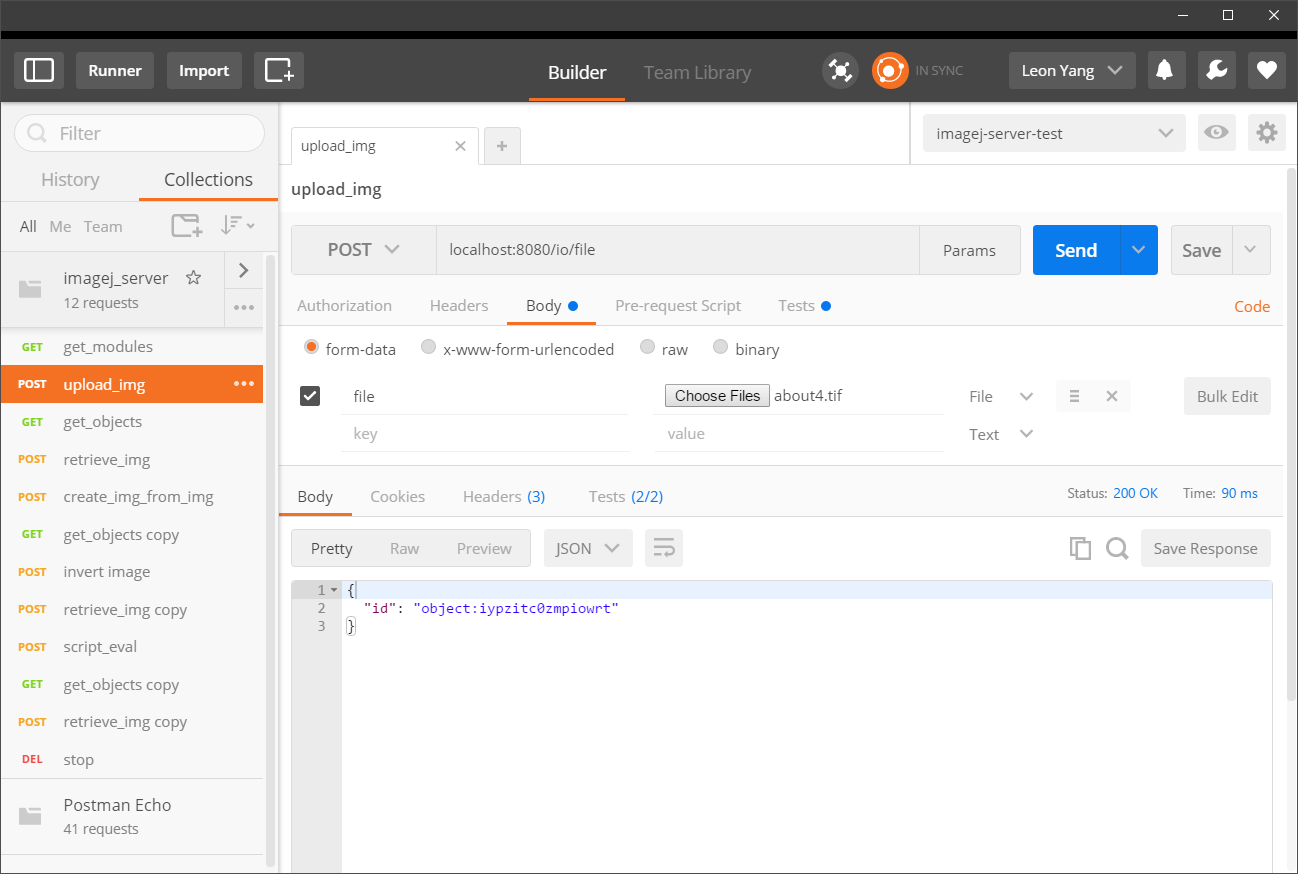 Runner
Import
Builder
Team Library
IN SYNC
Leon Yang
Filter
History
Collections
All Me Team
imagej_server
12 requests
GET get_modules
POST upload_img
GET get_objects
POST retrieve_img
POST create_img_from_img
GET get_objects copy
POST invert image
POST retrieve_img copy
POST script_eval
GET get_objects copy
POST retrieve_img copy
DEL stop
Postman Echo
41 requests
upload_img
imagej-server-test
upload_img
POST localhost:8080/io/file Params Send Save
Authorization Headers Body Pre-request Script Tests Code
form-data x-www-form-urlencoded raw binary
file Choose Files about4.tif File Bulk Edit
key value Text
Body Cookies Headers (3) Tests (2/2) Status: 200 OK Time: 90 ms
Pretty Raw Preview JSON Save Response
1 {
2 "id": "object:iypzitc0zmpiowrt"
3 }